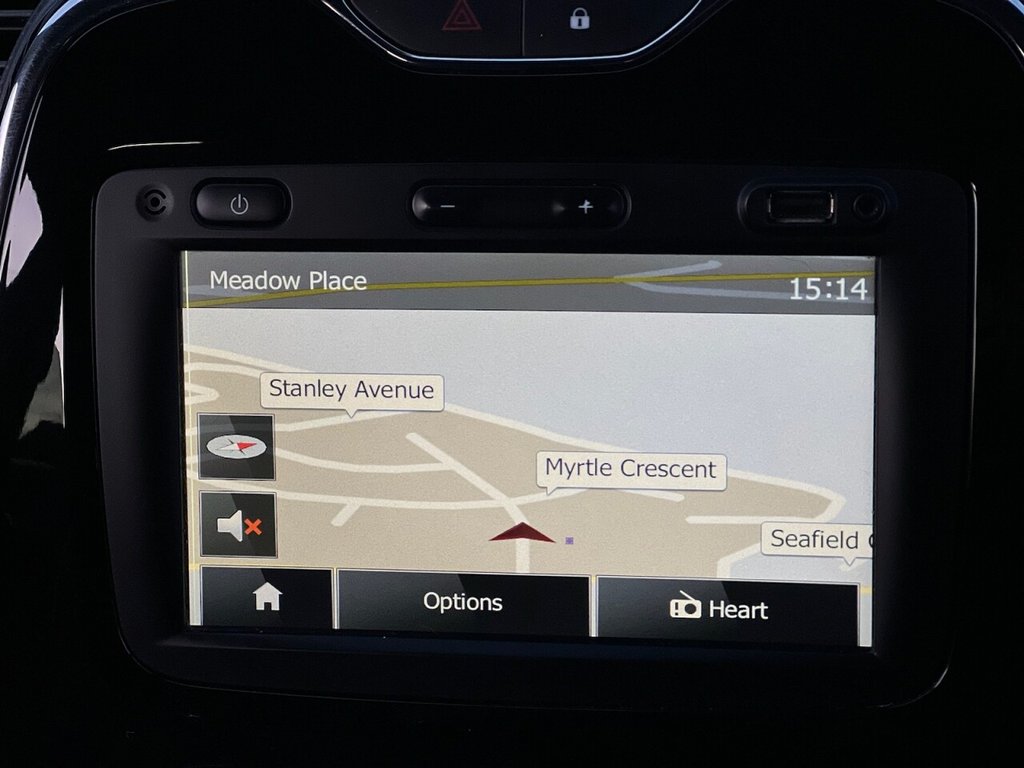 Meadow Place
15:14
Stanley Avenue
Myrtle Crescent
Seafield
Options
Heart